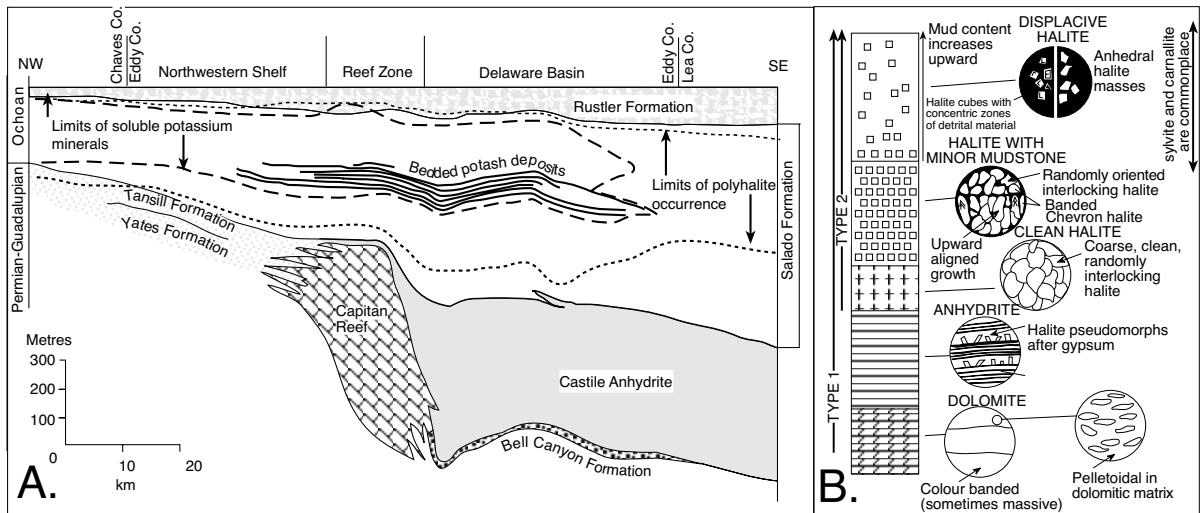 Chaves Co.
Eddy Co.
Eddy Co.
Lea Co.
NW
Northwestern Shelf
Reef Zone
Delaware Basin
SE
Ochoan
Permian-Guadalupian
Rustler Formation
Limits of soluble potassium
minerals
Bedded potash deposits
Limits of polyhalite
occurrence
Salado Formation
Tansill Formation
Yates Formation
Capitan
Reef
Castile Anhydrite
Bell Canyon Formation
Metres
300
200
100
0
10
20
km
A.
Mud content
increases
upward
DISPLACIVE
HALITE
Anhedral
halite
masses
Halite cubes with
concentric zones
of detrital material
sylvite and carnallite
are commonplace
HALITE WITH
MINOR MUDSTONE
Randomly oriented
interlocking halite
Banded
Chevron halite
Upward
aligned
growth
CLEAN HALITE
Coarse, clean,
randomly
interlocking
halite
ANHYDRITE
Halite pseudomorphs
after gypsum
DOLOMITE
Colour banded
(sometimes massive)
Pelletoidal in
dolomitic matrix
TYPE 1
TYPE 2
B.